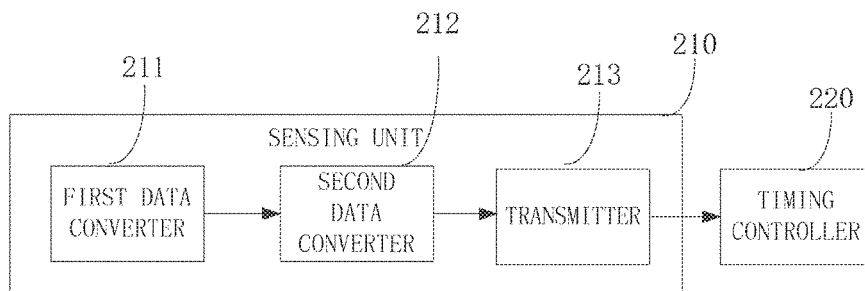 212
211
213
210
220
SENSING UNIT
FIRST DATA
CONVERTER
SECOND
DATA
CONVERTER
TRANSMITTER
TIMING
CONTROLLER